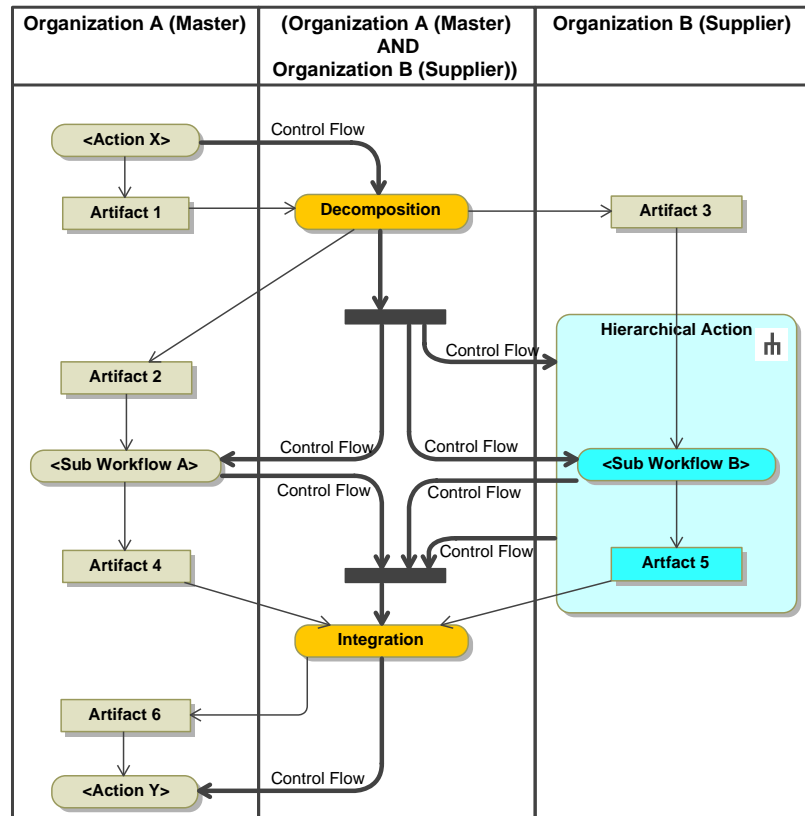 Organization A (Master)
(Organization A (Master)
AND
Organization B (Supplier))
Organization B (Supplier)
<Action X>
Control Flow
Artifact 1
Decomposition
Artifact 3
Hierarchical Action
Control Flow
Artifact 2
Control Flow
Control Flow
<Sub Workflow A>
<Sub Workflow B>
Control Flow
Control Flow
Control Flow
Artifact 4
Artfact 5
Integration
Artifact 6
Control Flow
<Action Y>